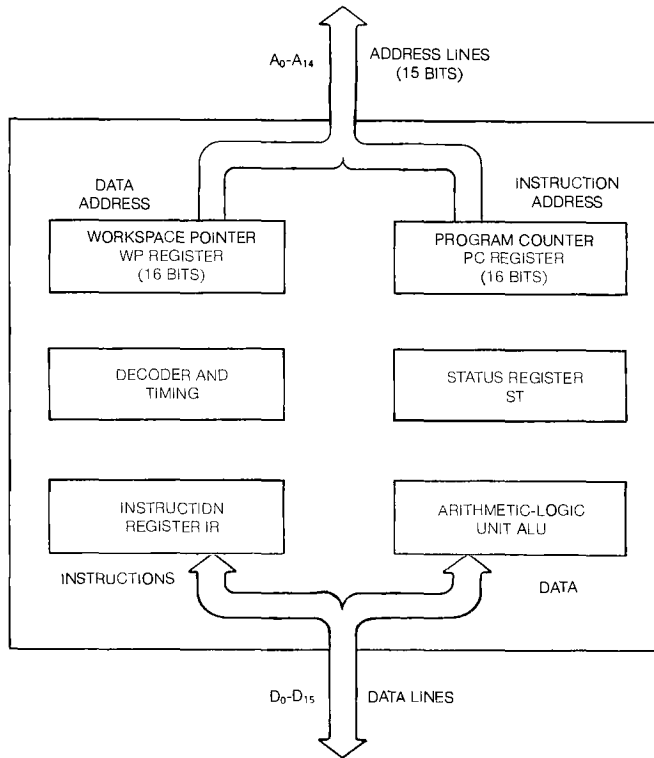 A₀-A₁₄
ADDRESS LINES
(15 BITS)
DATA
ADDRESS
INSTRUCTION
ADDRESS
WORKSPACE POINTER
WP REGISTER
(16 BITS)
PROGRAM COUNTER
PC REGISTER
(16 BITS)
DECODER AND
TIMING
STATUS REGISTER
ST
INSTRUCTION
REGISTER IR
ARITHMETIC-LOGIC
UNIT ALU
INSTRUCTIONS
DATA
D₀-D₁₅
DATA LINES